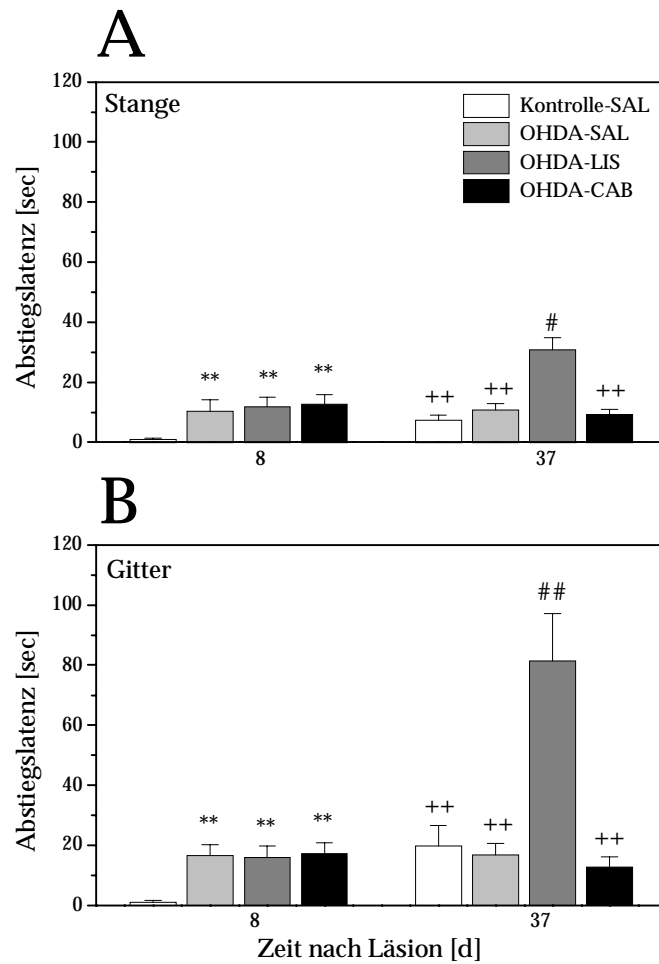 A
Stange
Kontrolle-SAL
OHDA-SAL
OHDA-LIS
OHDA-CAB
Abstiegslatenz [sec]
120
100
80
60
40
20
0
**
**
**
++
++
#
++
8
37
B
Gitter
Abstiegslatenz [sec]
120
100
80
60
40
20
0
**
**
**
++
++
##
++
8
37
Zeit nach Läsion [d]